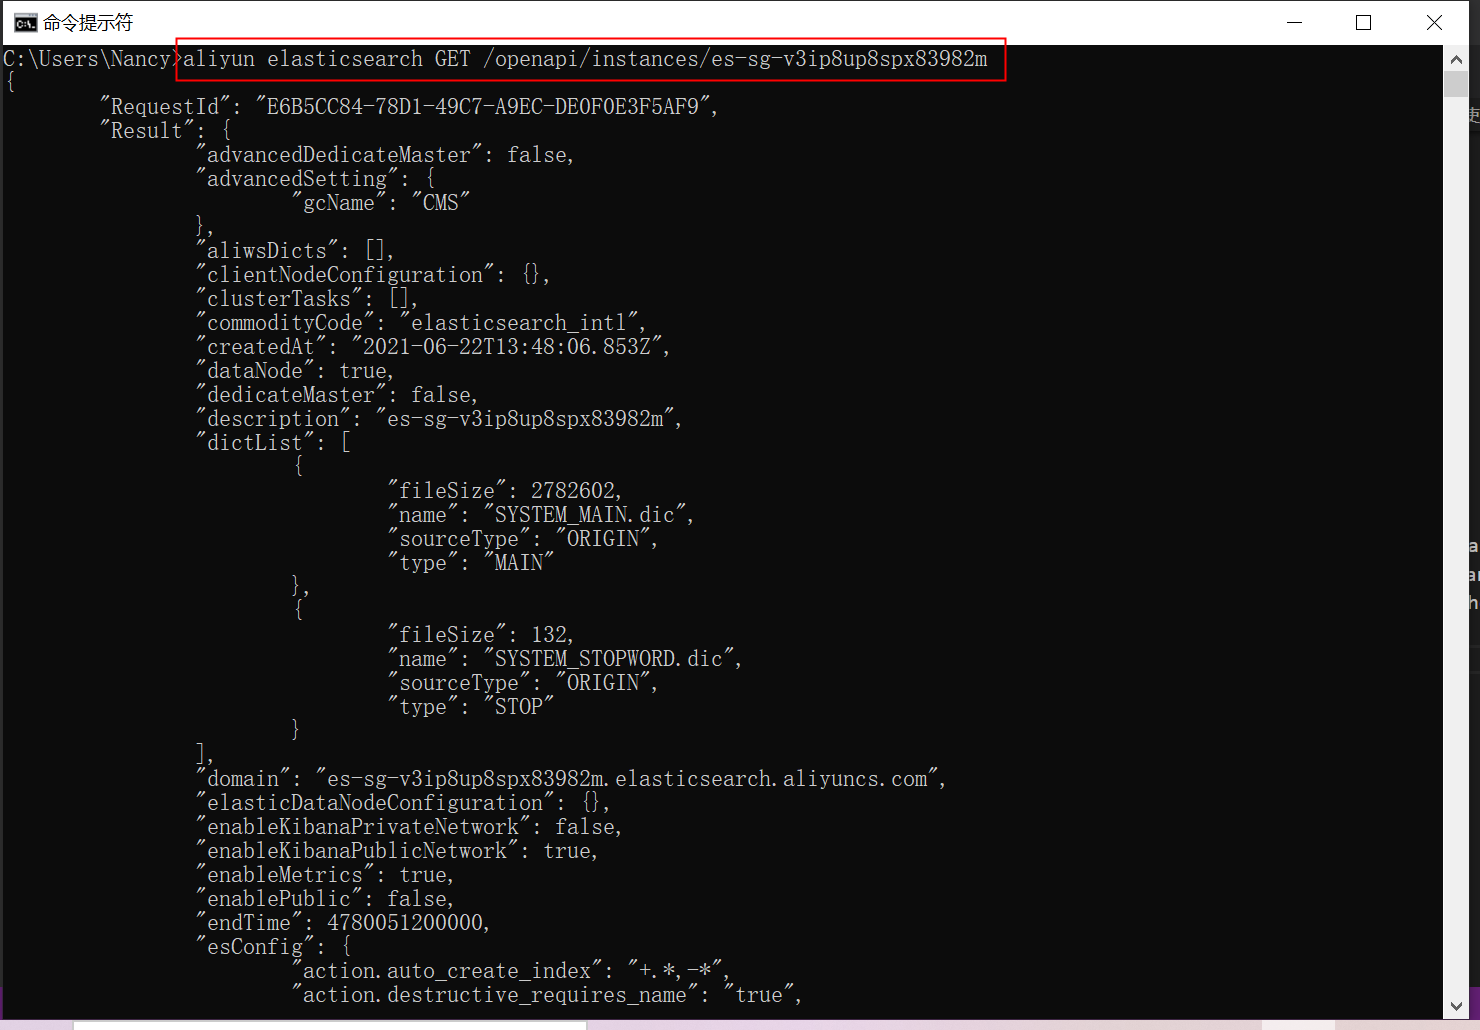 命令提示符
C:\Users\Nancy>aliyun elasticsearch GET /openapi/instances/es-sg-v3ip8up8spx83982m
{
"RequestId": "E6B5CC84-78D1-49C7-A9EC-DE0F0E3F5AF9",
"Result": {
"advancedDedicateMaster": false,
"advancedSetting": {
"gcName": "CMS"
},
"aliwsDicts": [],
"clientNodeConfiguration": {},
"clusterTasks": [],
"commodityCode": "elasticsearch_intl",
"createdAt": "2021-06-22T13:48:06.853Z",
"dataNode": true,
"dedicateMaster": false,
"description": "es-sg-v3ip8up8spx83982m",
"dictList": [
{
"fileSize": 2782602,
"name": "SYSTEM_MAIN.dic",
"sourceType": "ORIGIN",
"type": "MAIN"
},
{
"fileSize": 132,
"name": "SYSTEM_STOPWORD.dic",
"sourceType": "ORIGIN",
"type": "STOP"
}
],
"domain": "es-sg-v3ip8up8spx83982m.elasticsearch.aliyuncs.com",
"elasticDataNodeConfiguration": {},
"enableKibanaPrivateNetwork": false,
"enableKibanaPublicNetwork": true,
"enableMetrics": true,
"enablePublic": false,
"endTime": 4780051200000,
"esConfig": {
"action.auto_create_index": "+.*,-*",
"action.destructive_requires_name": "true",